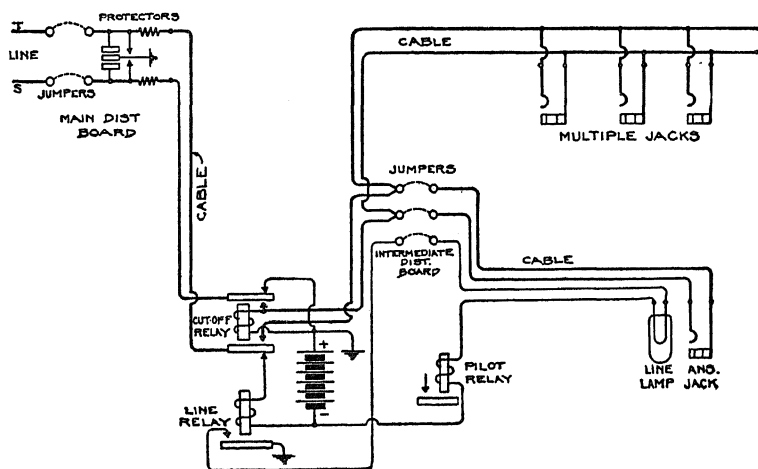 T
PROTECTORS
LINE
S
JUMPERS
MAIN DIST
BOARD
CABLE
CABLE
MULTIPLE JACKS
JUMPERS
INTERMEDIATE
DIST.
BOARD
CABLE
CUT-OFF
RELAY
+
-
LINE
RELAY
PILOT
RELAY
LINE
LAMP
ANS.
JACK